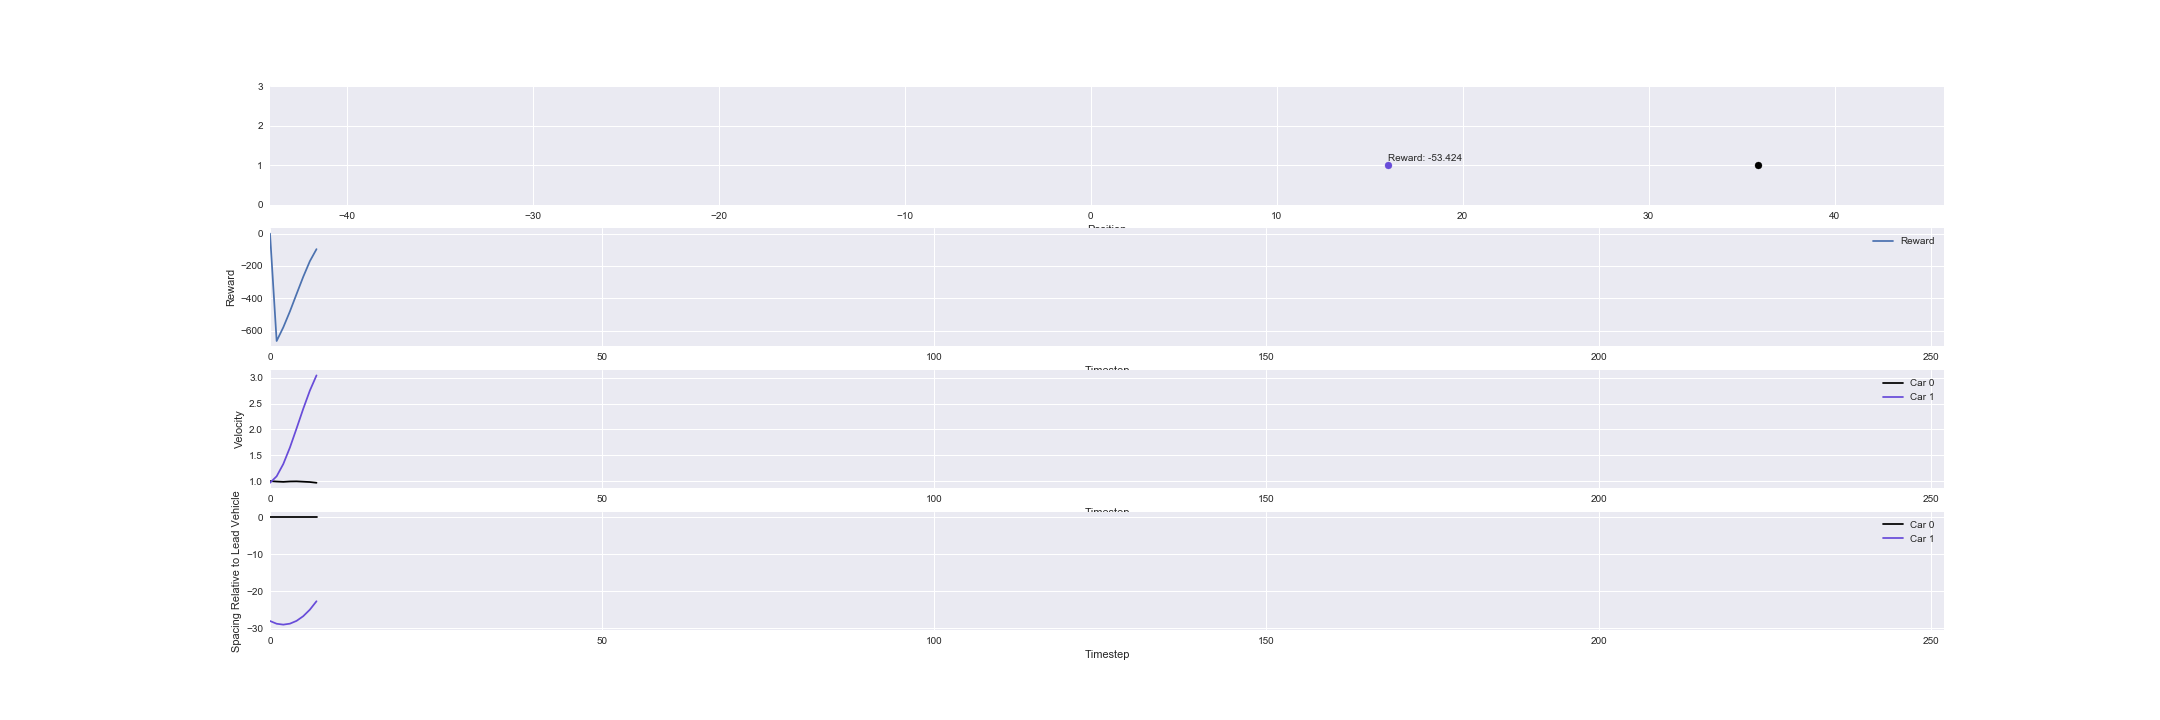 3
2
1
0
Reward: -53.424
−40 −30 −20 −10 0 10 20 30 40
Position
0
−200
−400
−600
Reward
Reward
0 50 100 150 200 250
Timestep
3.0
2.5
2.0
1.5
1.0
Velocity
Car 0
Car 1
0 50 100 150 200 250
Timestep
0
−10
−20
−30
Spacing Relative to Lead Vehicle
Car 0
Car 1
0 50 100 150 200 250
Timestep